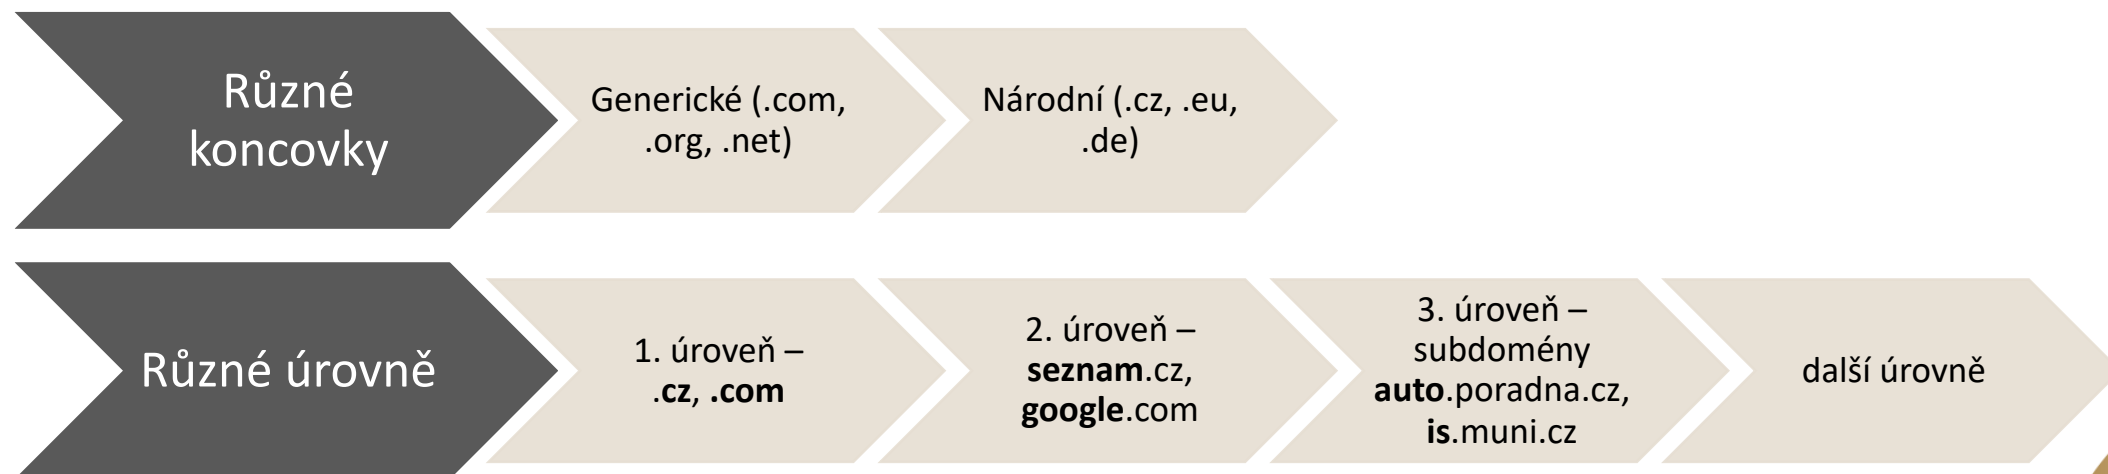 Různé
koncovky
Generické (.com,
.org, .net)
Národní (.cz, .eu,
.de)
Různé úrovně
1. úroveň –
.cz, .com
2. úroveň –
seznam.cz,
google.com
3. úroveň –
subdomény
auto.poradna.cz,
is.muni.cz
další úrovně